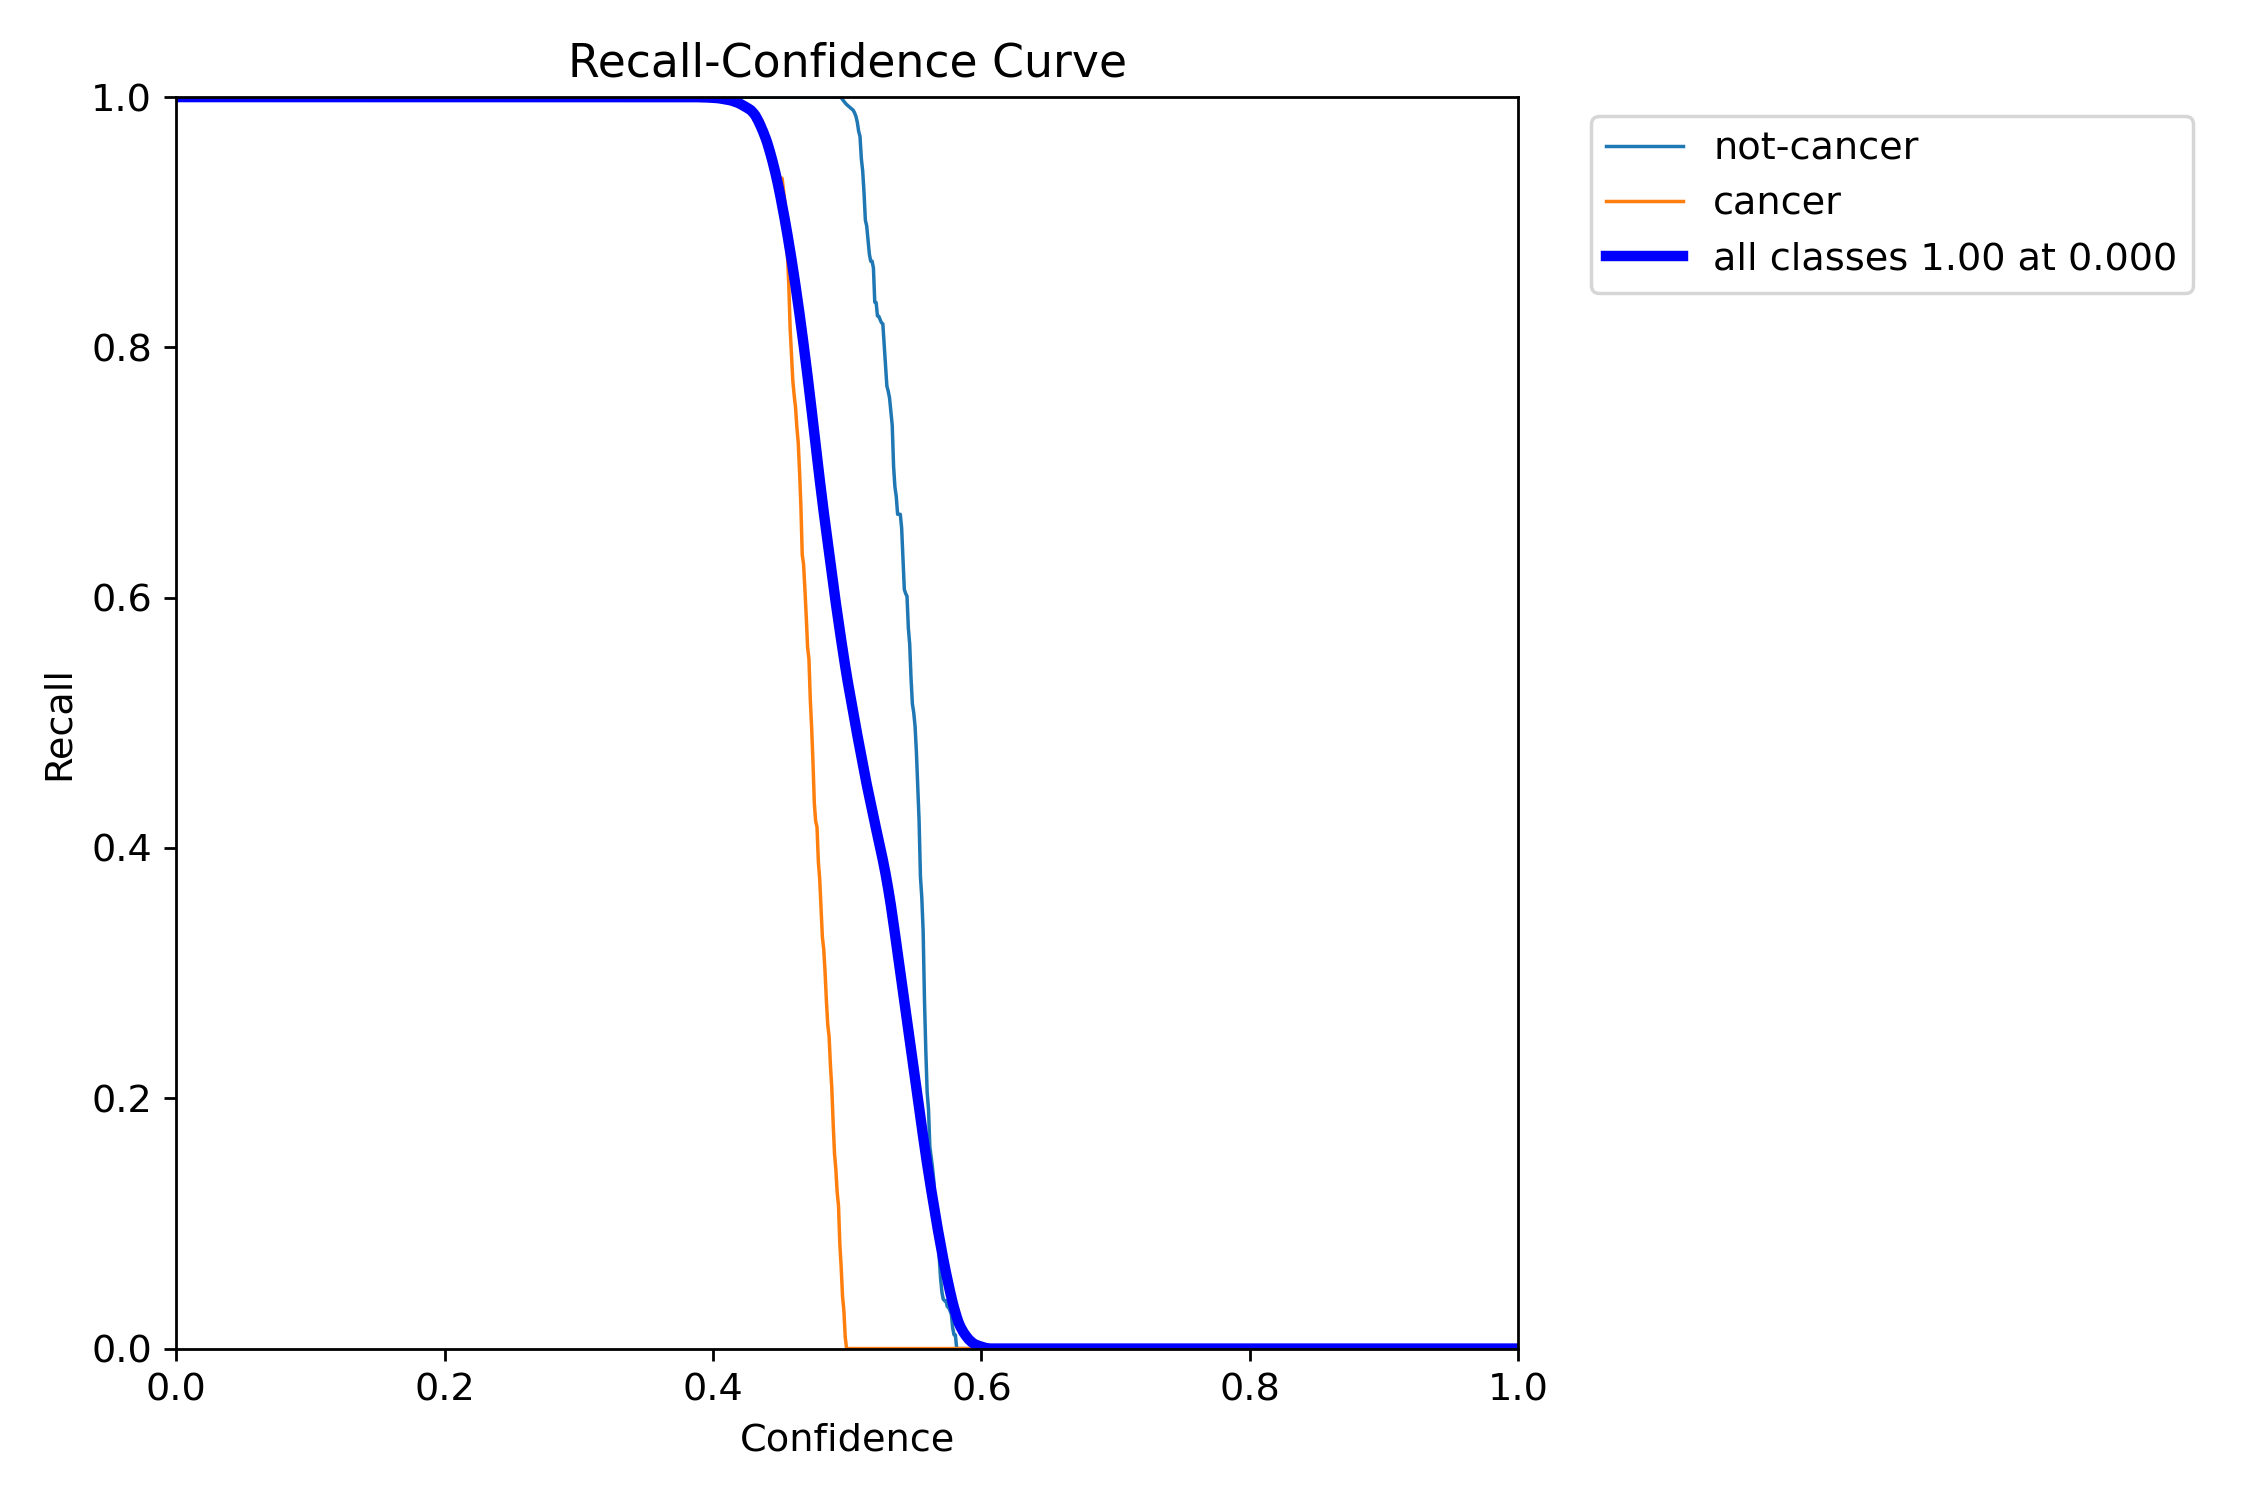 Recall-Confidence Curve
1.0
0.8
0.6
0.4
0.2
0.0
Recall
0.0 0.2 0.4 0.6 0.8 1.0
Confidence
not-cancer
cancer
all classes 1.00 at 0.000